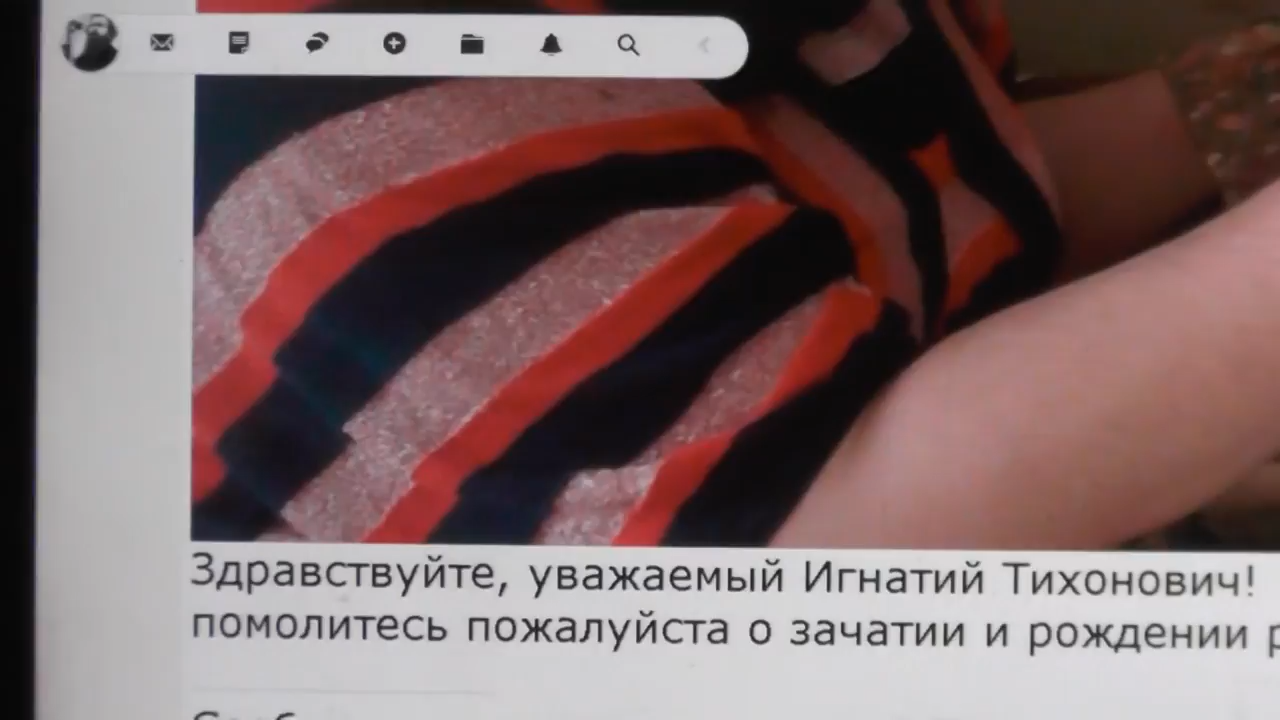 Здравствуйте, уважаемый Игнатий Тихонович!
помолитесь пожалуйста о зачатии и рождении